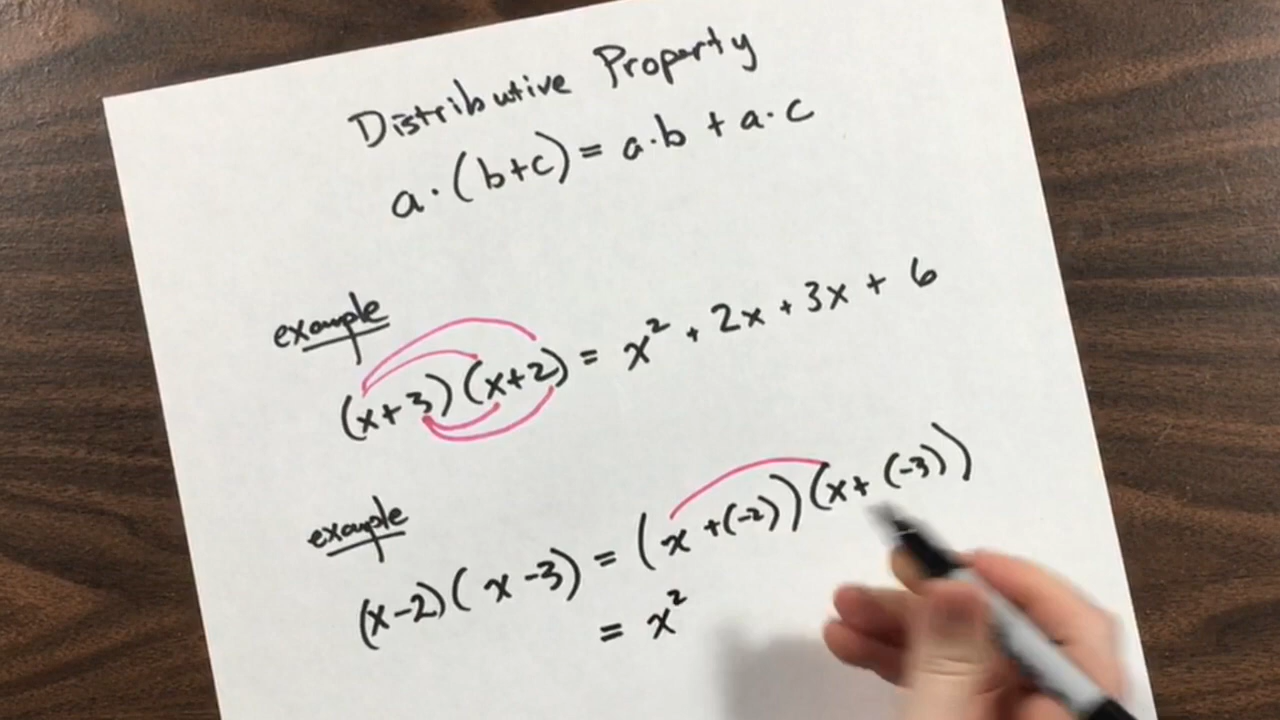 Distributive Property
a·(b+c) = a·b + a·c
example
(x+3)(x+2) = x² + 2x + 3x + 6
example
(x-2)(x-3) = (x +(-2))(x+ (-3))
= x²